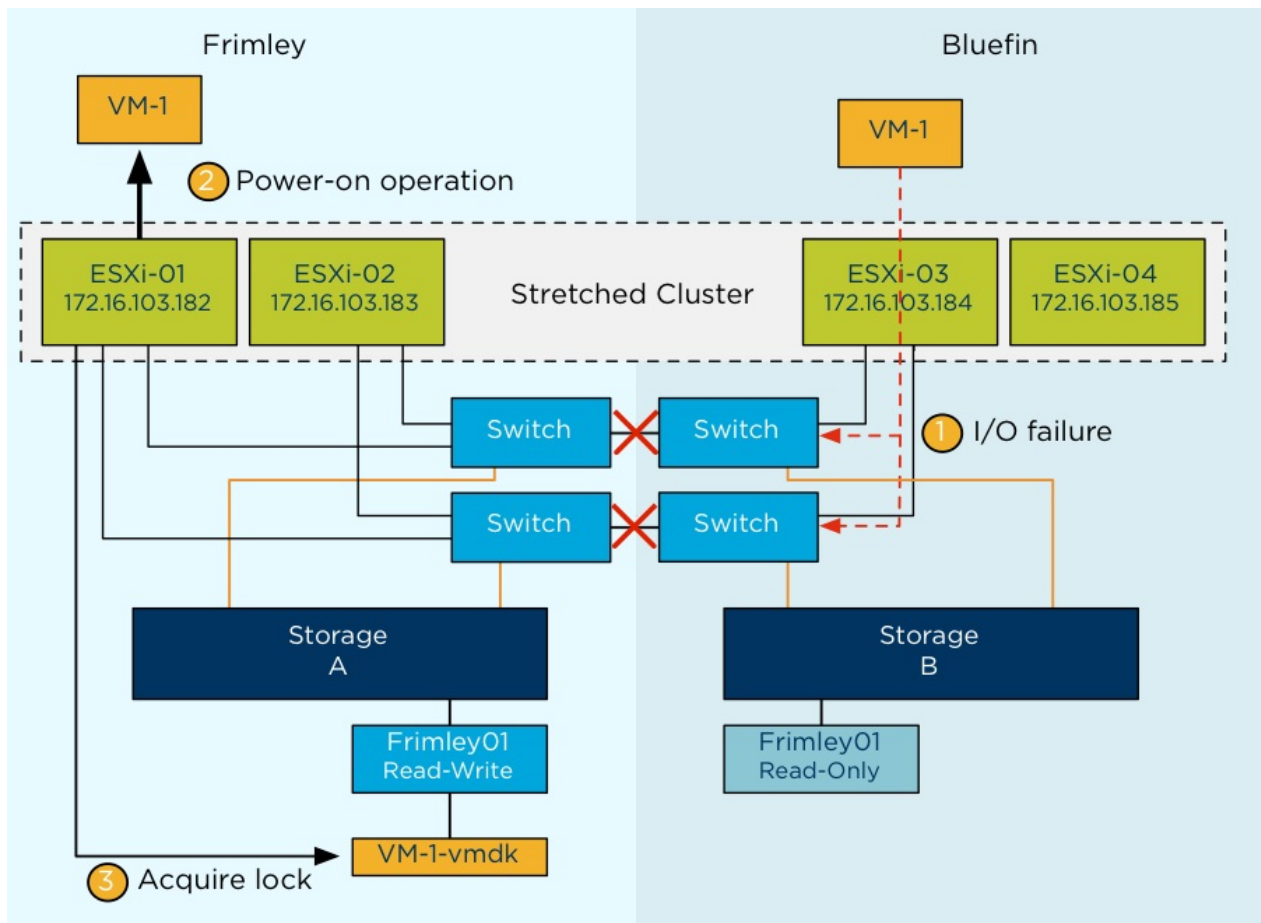 Frimley
Bluefin
VM-1
VM-1
2 Power-on operation
ESXi-01
172.16.103.182
ESXi-02
172.16.103.183
Stretched Cluster
ESXi-03
172.16.103.184
ESXi-04
172.16.103.185
Switch
Switch
1 I/O failure
Switch
Switch
Storage
A
Storage
B
Frimley01
Read-Write
Frimley01
Read-Only
VM-1-vmdk
3 Acquire lock